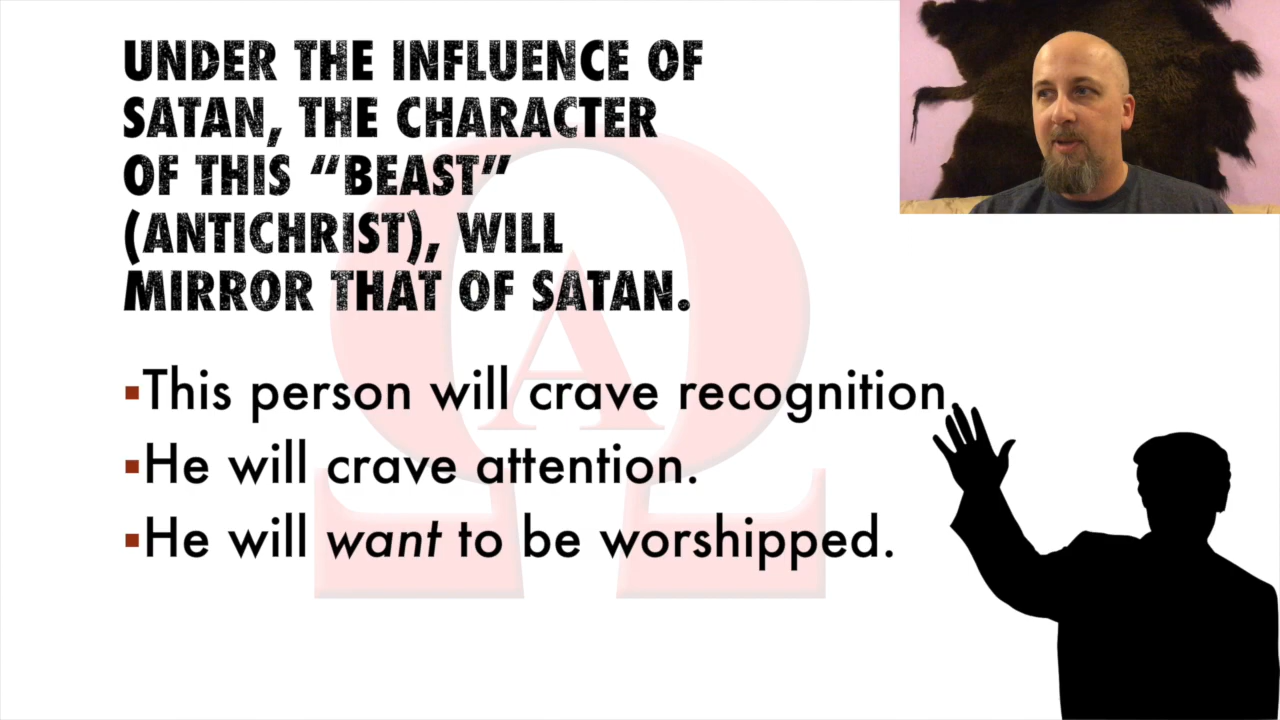 UNDER THE INFLUENCE OF
SATAN, THE CHARACTER
OF THIS “BEAST”
(ANTICHRIST), WILL
MIRROR THAT OF SATAN.
A
▪This person will crave recognition.
▪He will crave attention.
▪He will want to be worshipped.